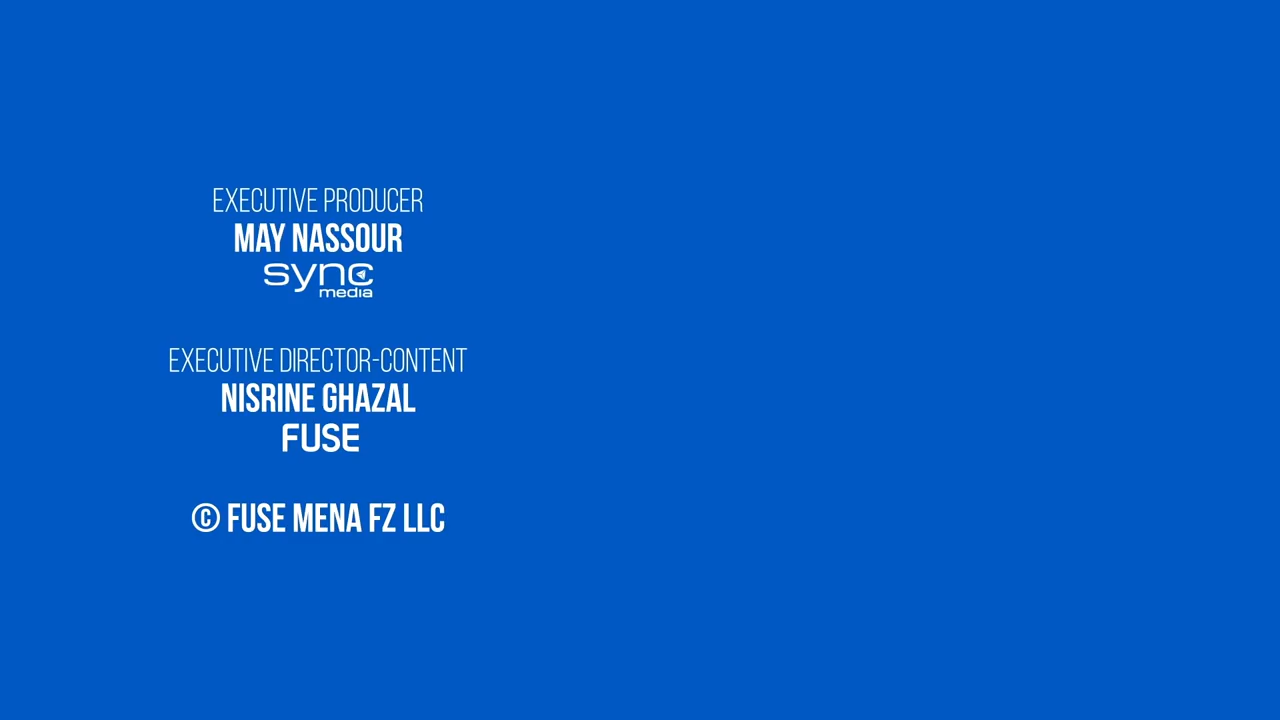 EXECUTIVE PRODUCER
MAY NASSOUR
sync
media
EXECUTIVE DIRECTOR-CONTENT
NISRINE GHAZAL
FUSE
© FUSE MENA FZ LLC